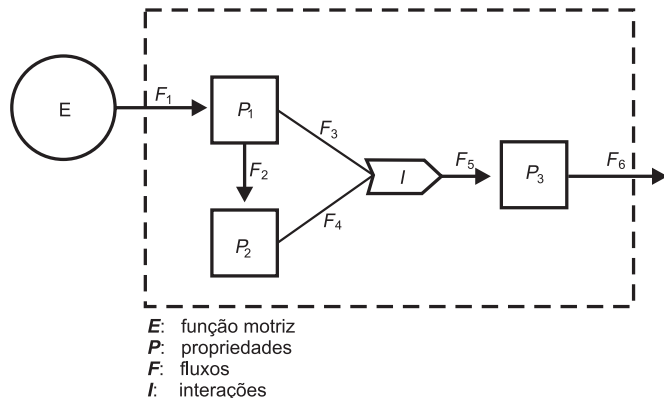 E
F₁
P₁
F₂
P₂
F₃
F₄
I
F₅
P₃
F₆
E: função motriz
P: propriedades
F: fluxos
I: interações